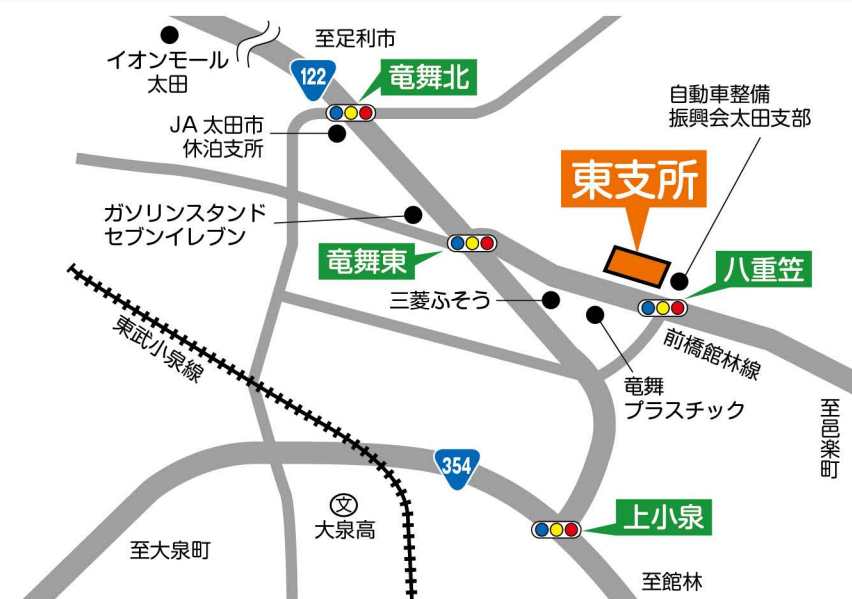 至足利市
イオンモール
太田
122
竜舞北
JA 太田市
休泊支所
自動車整備
振興会太田支部
東支所
ガソリンスタンド
セブンイレブン
竜舞東
八重笠
三菱ふそう
東武小泉線
前橋館林線
竜舞
プラスチック
至邑楽町
354
文
大泉高
上小泉
至大泉町
至館林